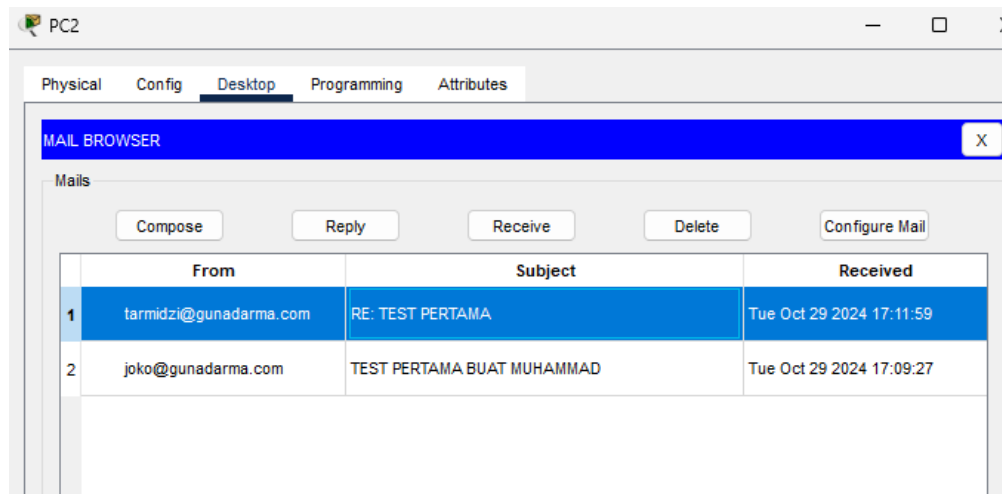 PC2
Physical Config Desktop Programming Attributes
MAIL BROWSER X
Mails
Compose Reply Receive Delete Configure Mail
From Subject Received
1 tarmidzi@gunadarma.com RE: TEST PERTAMA Tue Oct 29 2024 17:11:59
2 joko@gunadarma.com TEST PERTAMA BUAT MUHAMMAD Tue Oct 29 2024 17:09:27